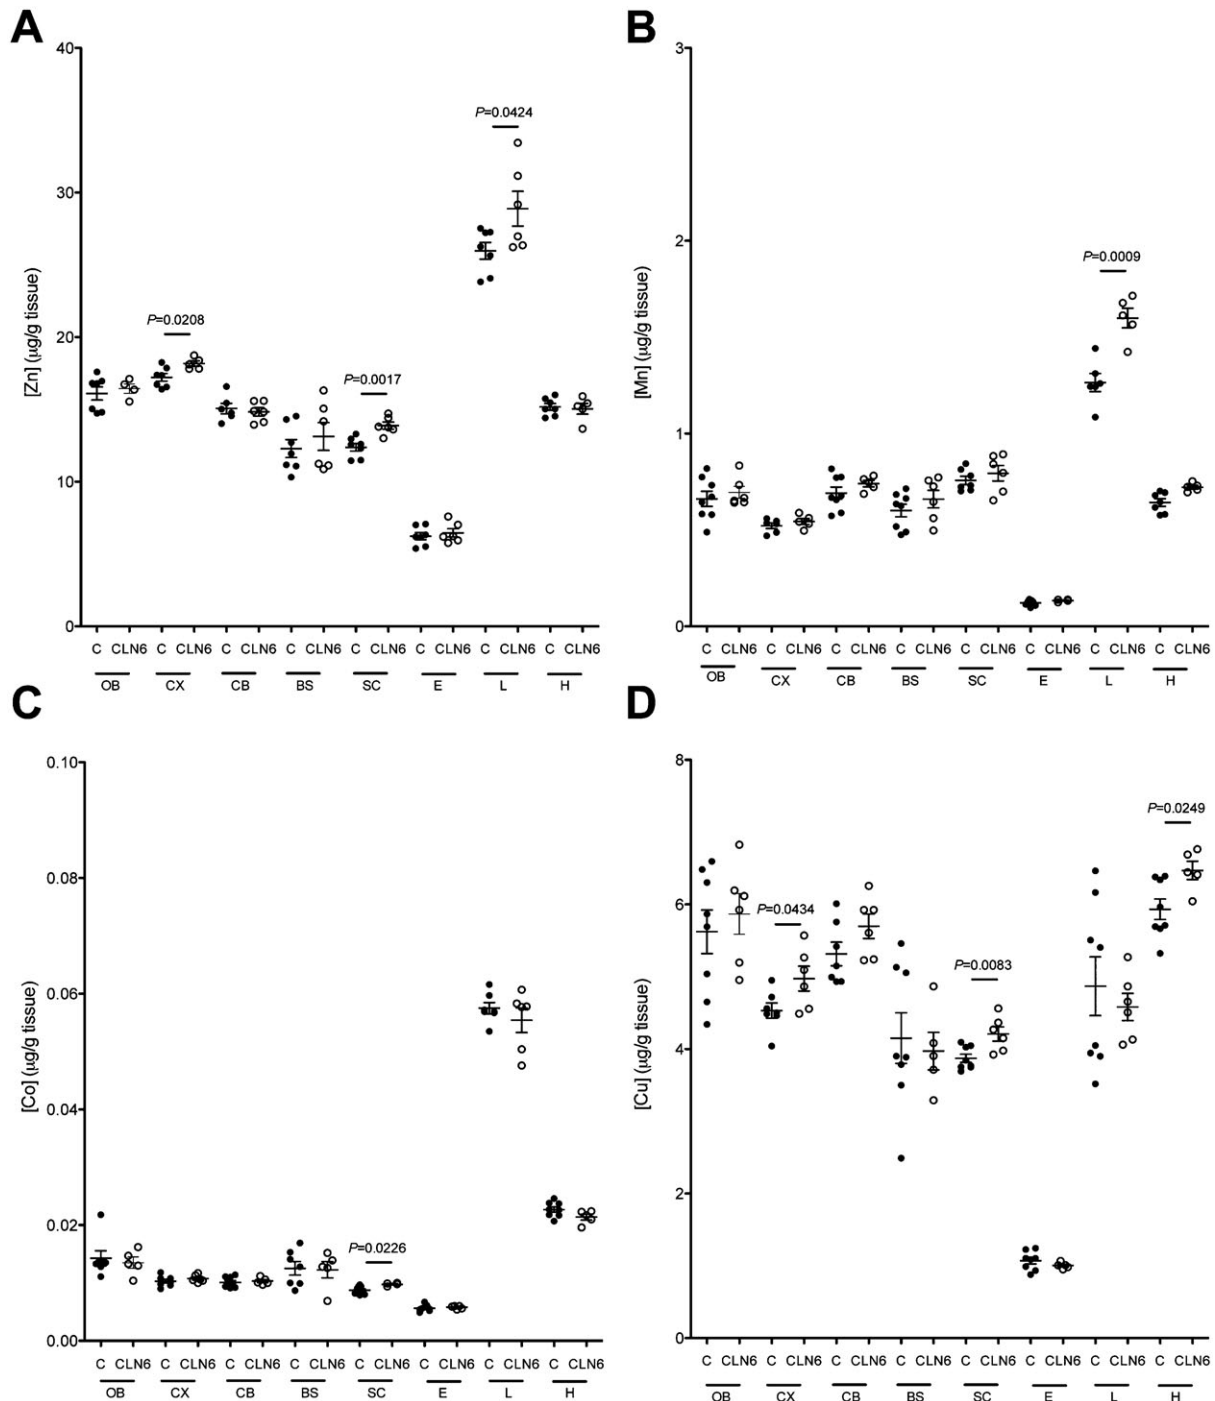 A
[Zn] (μg/g tissue)
40
30
20
10
0
P=0.0208
P=0.0017
P=0.0424
C CLN6 C CLN6 C CLN6 C CLN6 C CLN6 C CLN6 C CLN6 C CLN6
OB CX CB BS SC E L H
B
[Mn] (μg/g tissue)
3
2
1
0
P=0.0009
C CLN6 C CLN6 C CLN6 C CLN6 C CLN6 C CLN6 C CLN6 C CLN6
OB CX CB BS SC E L H
C
[Co] (μg/g tissue)
0.10
0.08
0.06
0.04
0.02
0.00
P=0.0226
C CLN6 C CLN6 C CLN6 C CLN6 C CLN6 C CLN6 C CLN6 C CLN6
OB CX CB BS SC E L H
D
[Cu] (μg/g tissue)
8
6
4
2
0
P=0.0434
P=0.0083
P=0.0249
C CLN6 C CLN6 C CLN6 C CLN6 C CLN6 C CLN6 C CLN6 C CLN6
OB CX CB BS SC E L H